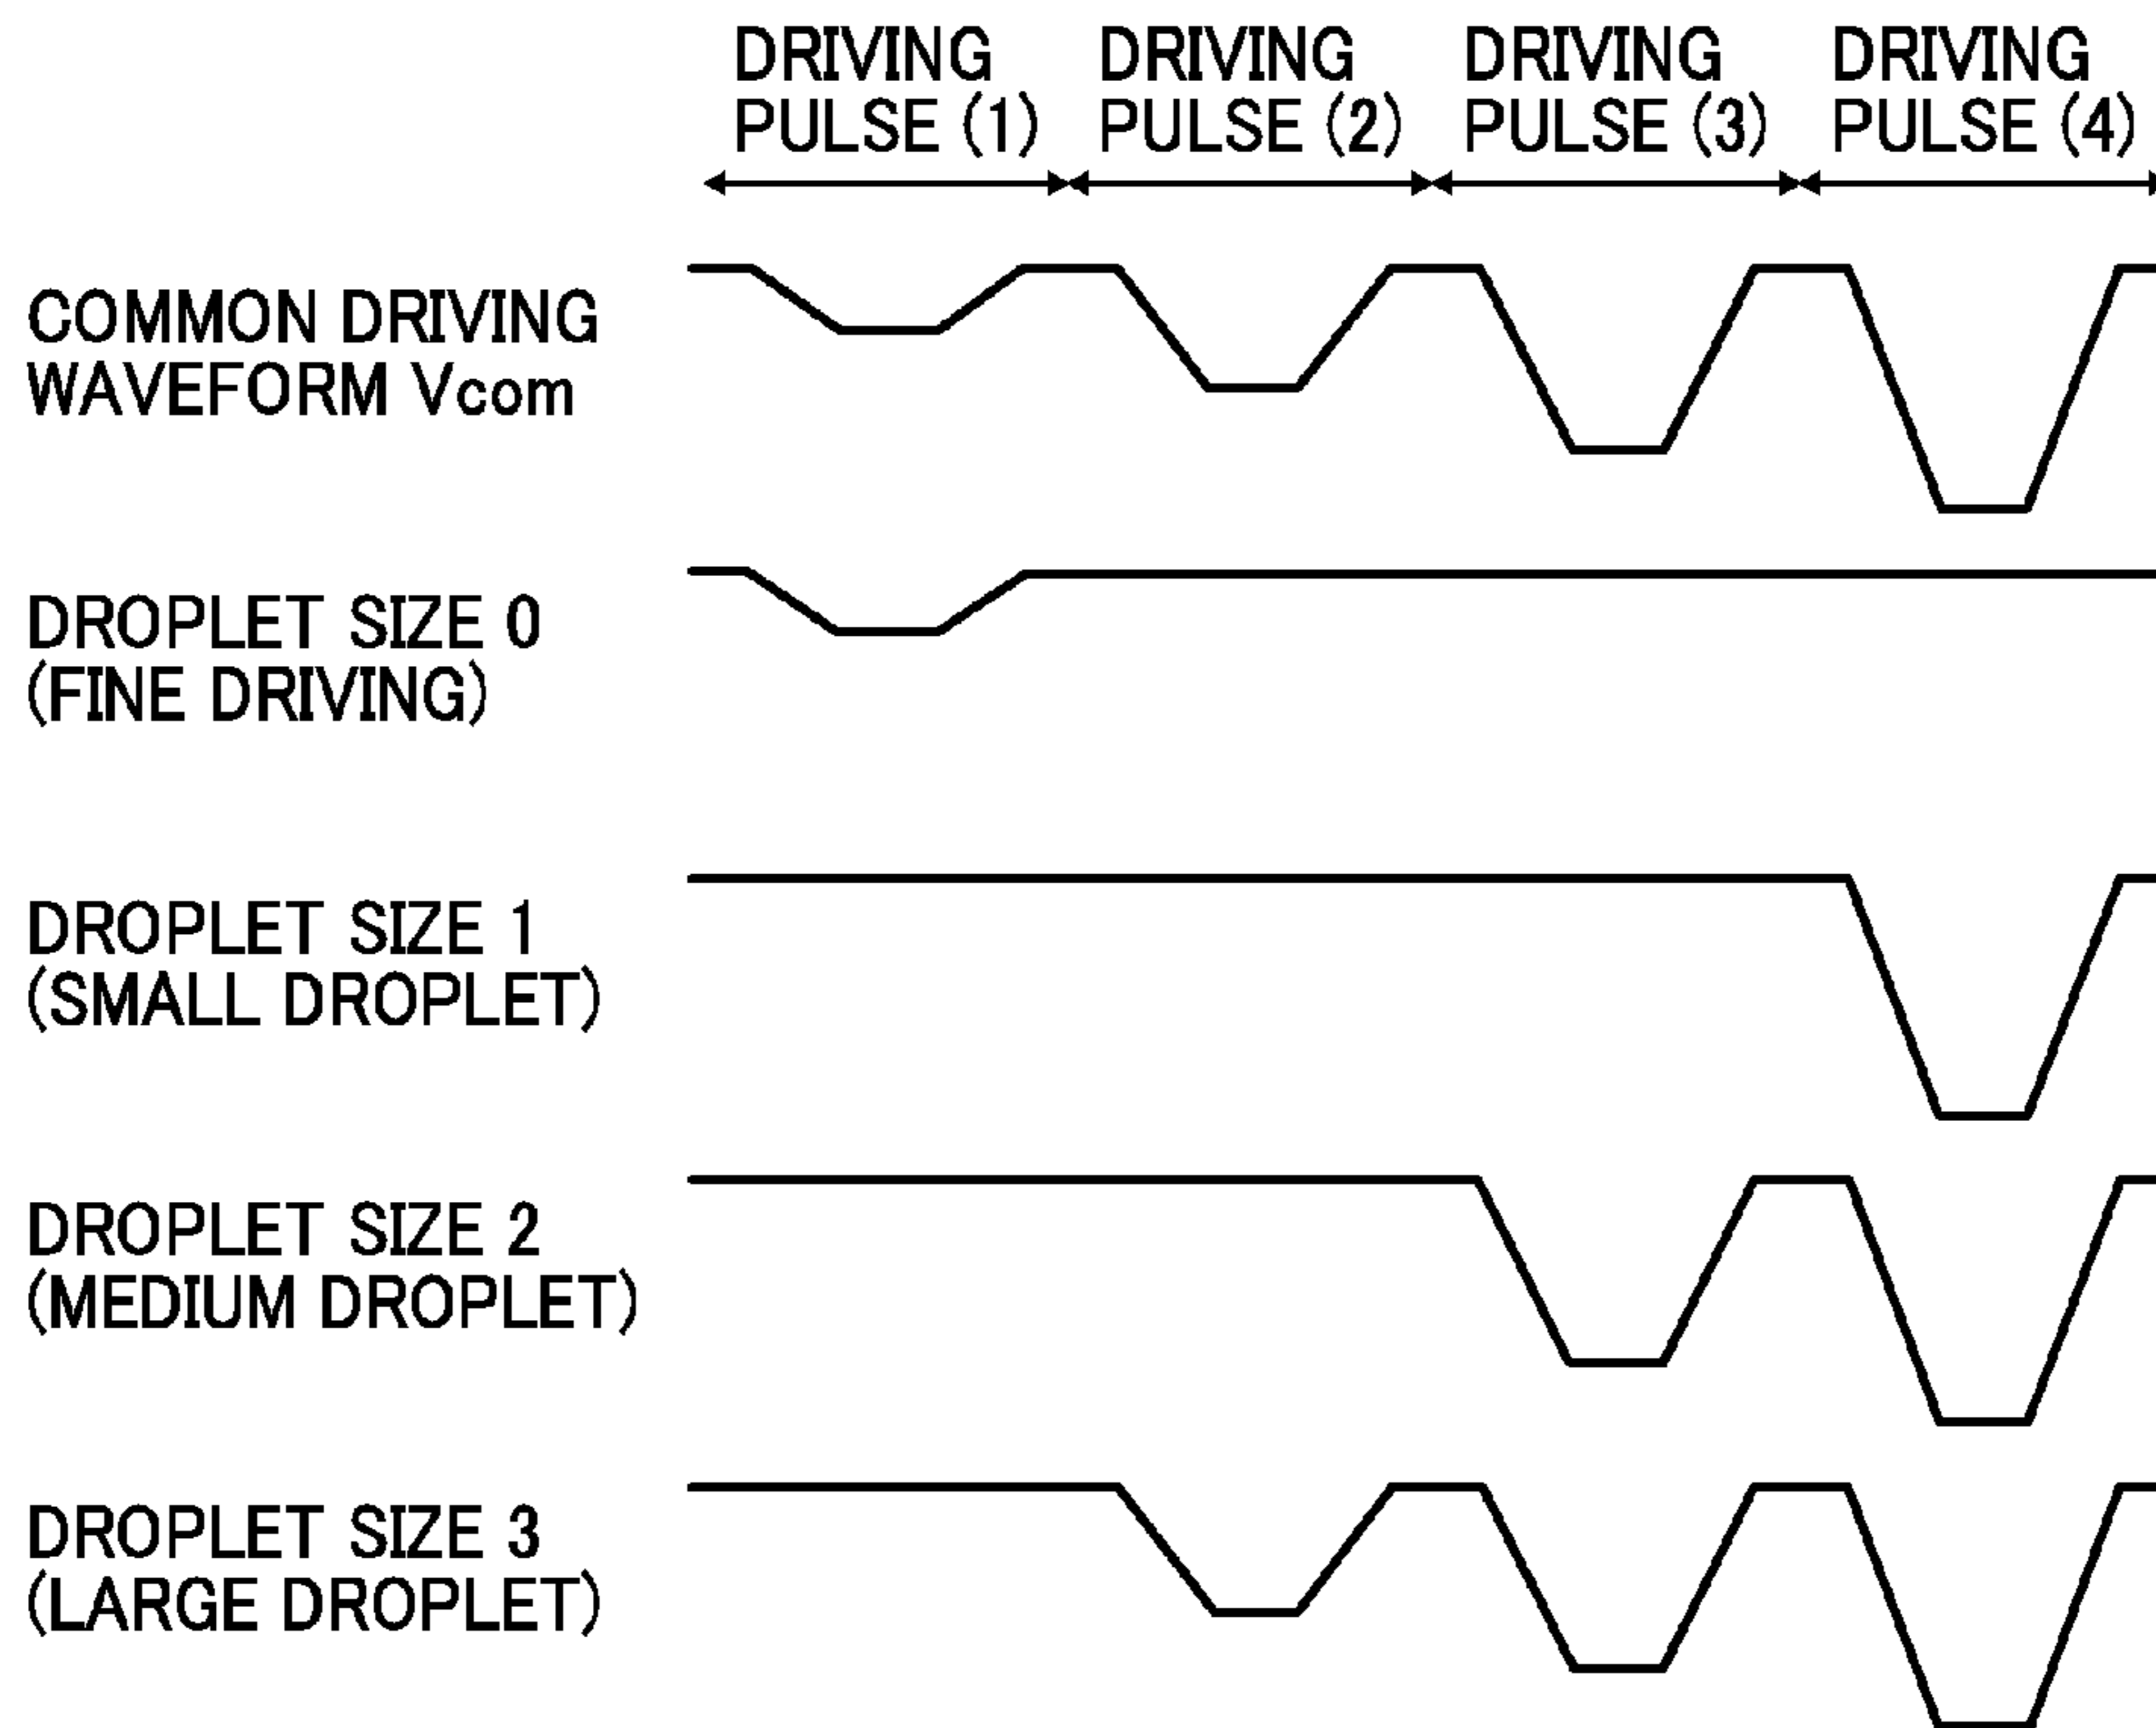 DRIVING PULSE (1)
DRIVING PULSE (2)
DRIVING PULSE (3)
DRIVING PULSE (4)
COMMON DRIVING
WAVEFORM Vcom
DROPLET SIZE 0
(FINE DRIVING)
DROPLET SIZE 1
(SMALL DROPLET)
DROPLET SIZE 2
(MEDIUM DROPLET)
DROPLET SIZE 3
(LARGE DROPLET)